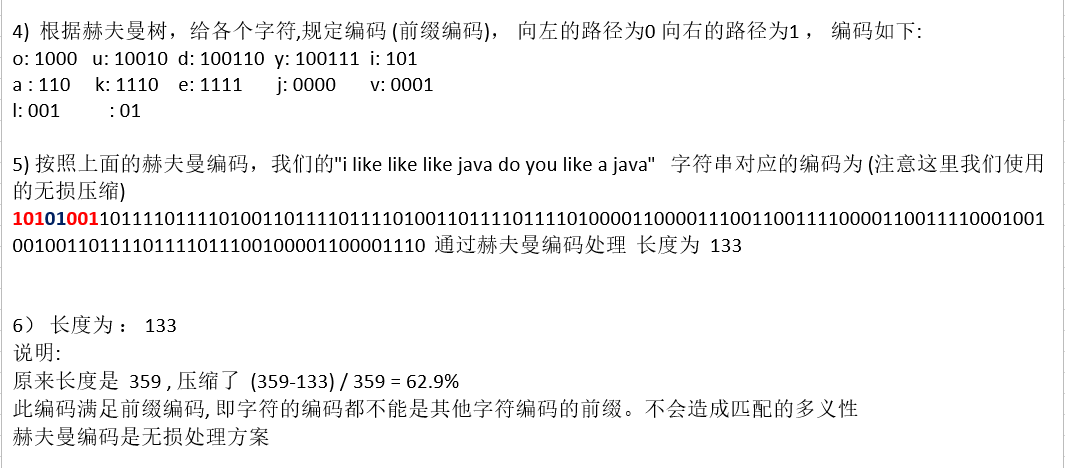 4) 根据赫夫曼树，给各个字符,规定编码 (前缀编码)， 向左的路径为0 向右的路径为1 ， 编码如下:
o: 1000 u: 10010 d: 100110 y: 100111 i: 101
a : 110 k: 1110 e: 1111 j: 0000 v: 0001
l: 001 : 01
5) 按照上面的赫夫曼编码，我们的"i like like like java do you like a java" 字符串对应的编码为 (注意这里我们使用
的无损压缩)
10101001101111011110100110111101111010011011110111101000011000011100110011110000110011110001001
00100110111101111011100100001100001110 通过赫夫曼编码处理 长度为 133
6） 长度为： 133
说明:
原来长度是 359 , 压缩了 (359-133) / 359 = 62.9%
此编码满足前缀编码, 即字符的编码都不能是其他字符编码的前缀。不会造成匹配的多义性
赫夫曼编码是无损处理方案